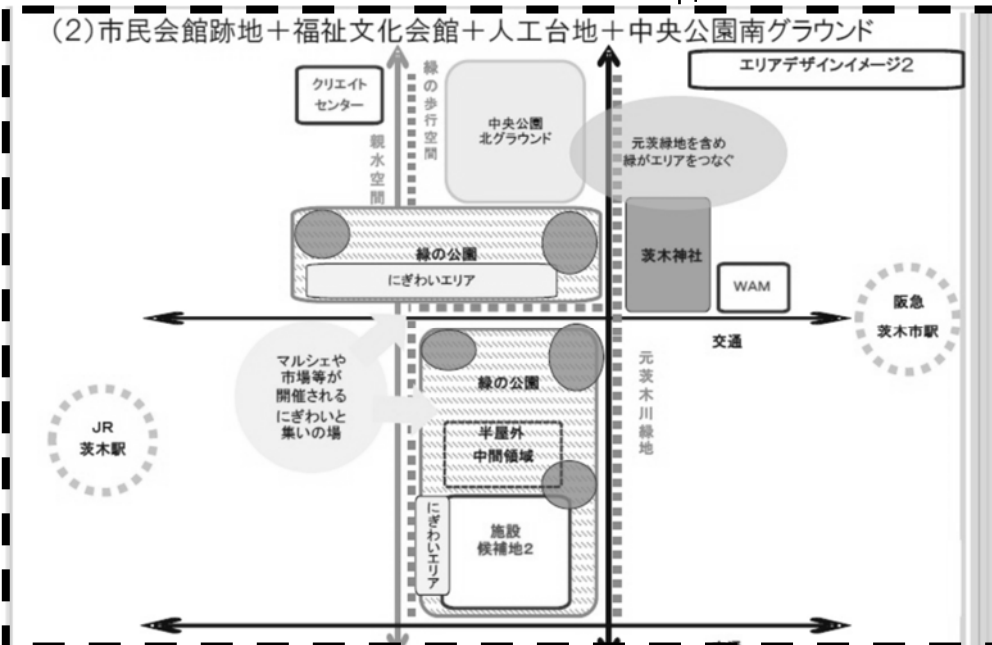 (2)市民会館跡地＋福祉文化会館＋人工台地＋中央公園南グラウンド
エリアデザインイメージ2
クリエイト
センター
緑の歩行空間
親水空間
中央公園
北グラウンド
元茨緑地を含め
緑がエリアをつなぐ
緑の公園
にぎわいエリア
茨木神社
WAM
阪急
茨木市駅
交通
マルシェや
市場等が
開催される
にぎわいと
集いの場
緑の公園
元茨木川緑地
JR
茨木駅
半屋外
中間領域
にぎわいエリア
施設
候補地2